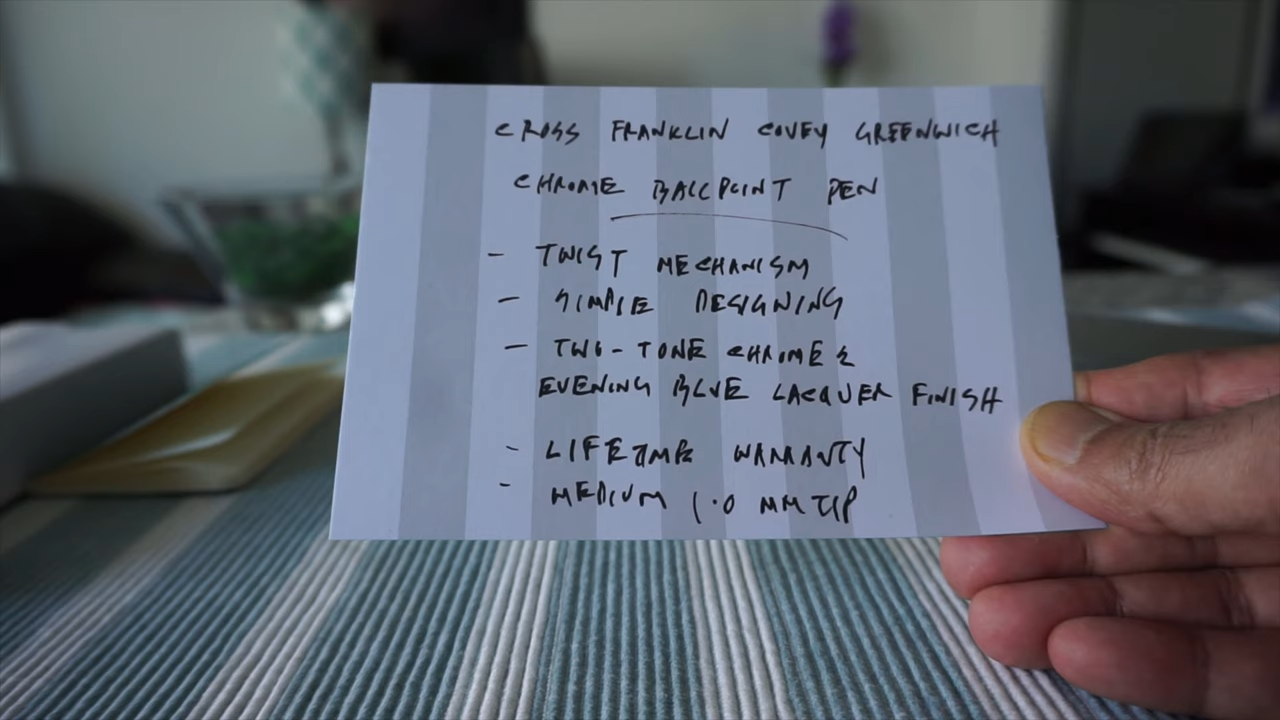 CROSS FRANKLIN COVEY GREENWICH
CHROME BALLPOINT PEN
- TWIST MECHANISM
- SIMPLE DESIGNING
- TWO-TONE CHROME &
EVENING BLUE LACQUER FINISH
- LIFETIME WARRANTY
- MEDIUM 1.0 MM TIP